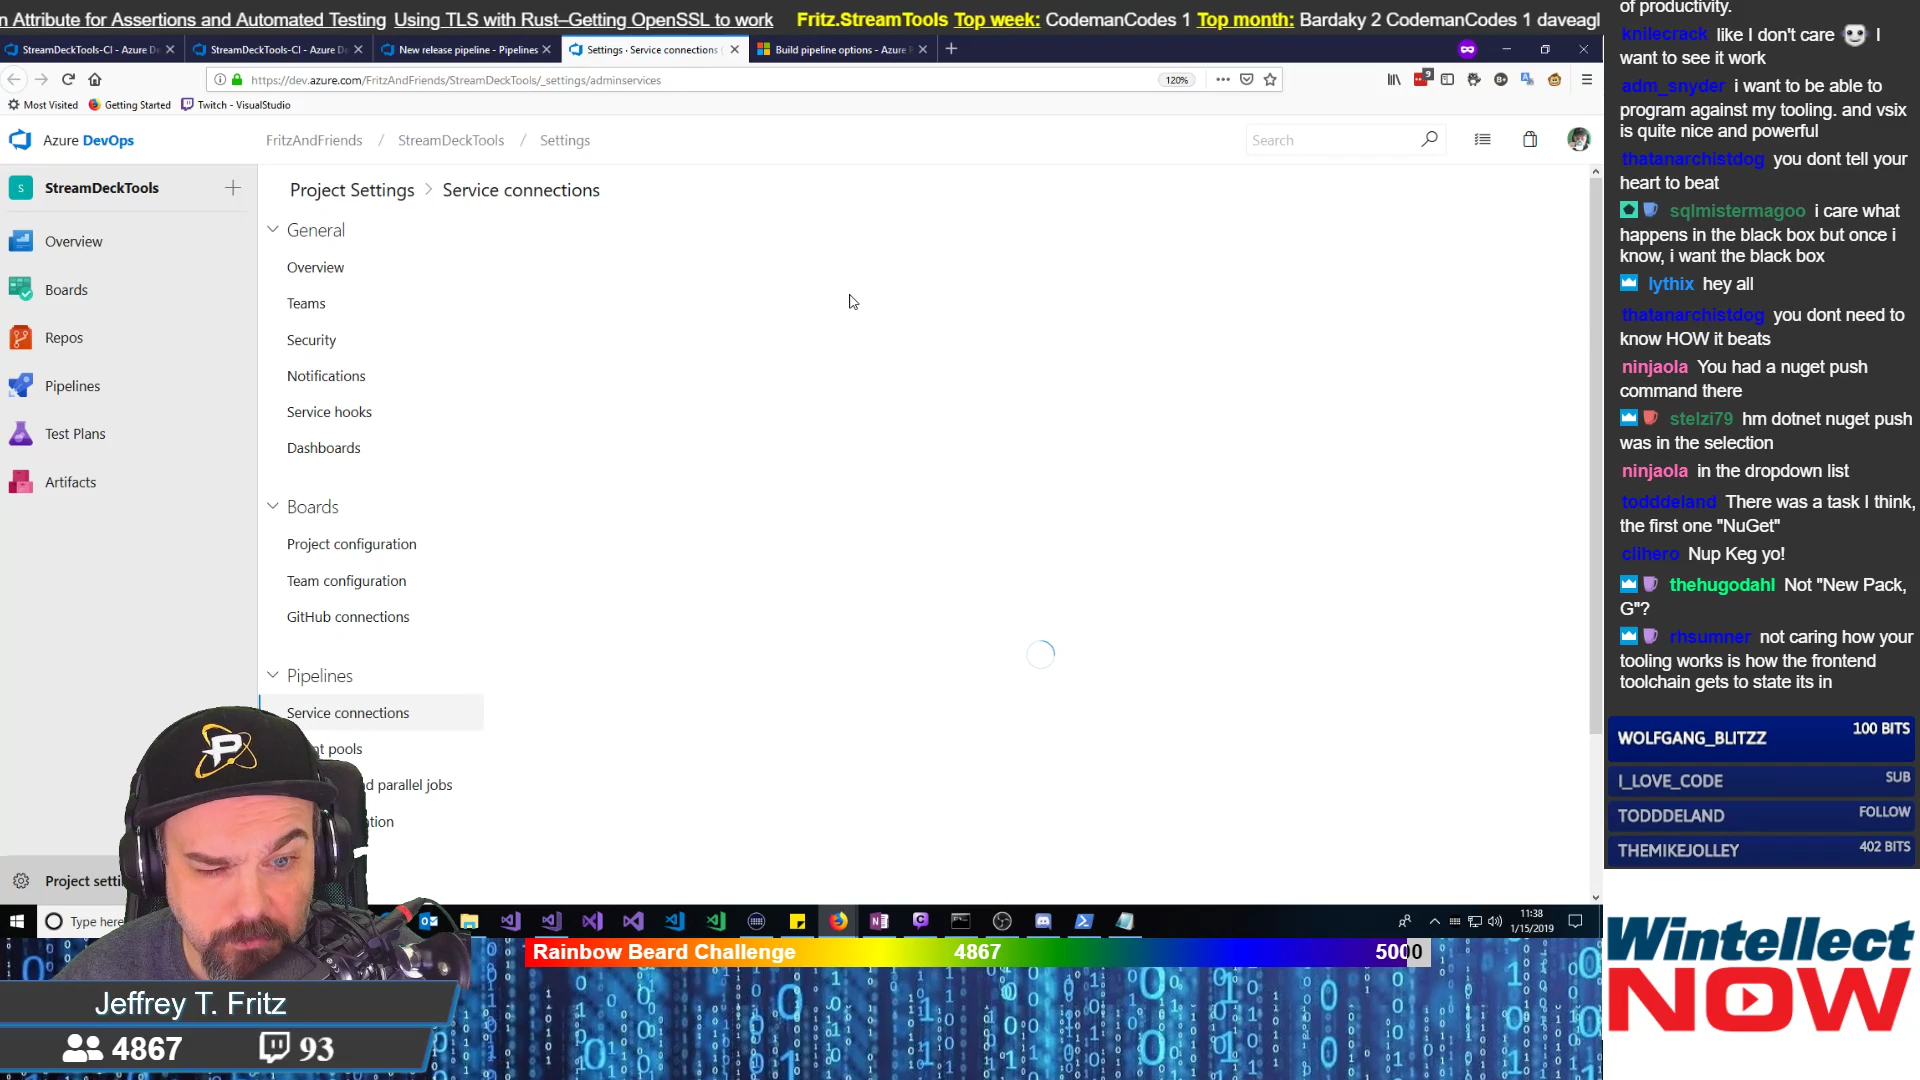 n Attribute for Assertions and Automated Testing Using TLS with Rust–Getting OpenSSL to work Fritz.StreamTools Top week: CodemanCodes 1 Top month: Bardaky 2 CodemanCodes 1 daveagl
StreamDeckTools-CI - Azure De
StreamDeckTools-CI - Azure De
New release pipeline - Pipelines
Settings · Service connections (
Build pipeline options - Azure P
https://dev.azure.com/FritzAndFriends/StreamDeckTools/_settings/adminservices
120%
9
Most Visited
Getting Started
Twitch - VisualStudio
Azure DevOps
FritzAndFriends / StreamDeckTools / Settings
Search
S
StreamDeckTools
Overview
Boards
Repos
Pipelines
Test Plans
Artifacts
Project setti
Project Settings > Service connections
General
Overview
Teams
Security
Notifications
Service hooks
Dashboards
Boards
Project configuration
Team configuration
GitHub connections
Pipelines
Service connections
nt pools
nd parallel jobs
tion
Type here
11:38
1/15/2019
of productivity.
knilecrack like I don't care I
want to see it work
adm_snyder i want to be able to
program against my tooling. and vsix
is quite nice and powerful
thatanarchistdog you dont tell your
heart to beat
sqlmistermagoo i care what
happens in the black box but once i
know, i want the black box
lythix hey all
thatanarchistdog you dont need to
know HOW it beats
ninjaola You had a nuget push
command there
stelzi79 hm dotnet nuget push
was in the selection
ninjaola in the dropdown list
todddeland There was a task I think,
the first one "NuGet"
clihero Nup Keg yo!
thehugodahl Not "New Pack,
G"?
rhsumner not caring how your
tooling works is how the frontend
toolchain gets to state its in
WOLFGANG_BLITZZ 100 BITS
I_LOVE_CODE SUB
TODDDELAND FOLLOW
THEMIKEJOLLEY 402 BITS
Wintellect
NOW
Rainbow Beard Challenge 4867 5000
Jeffrey T. Fritz
4867 93